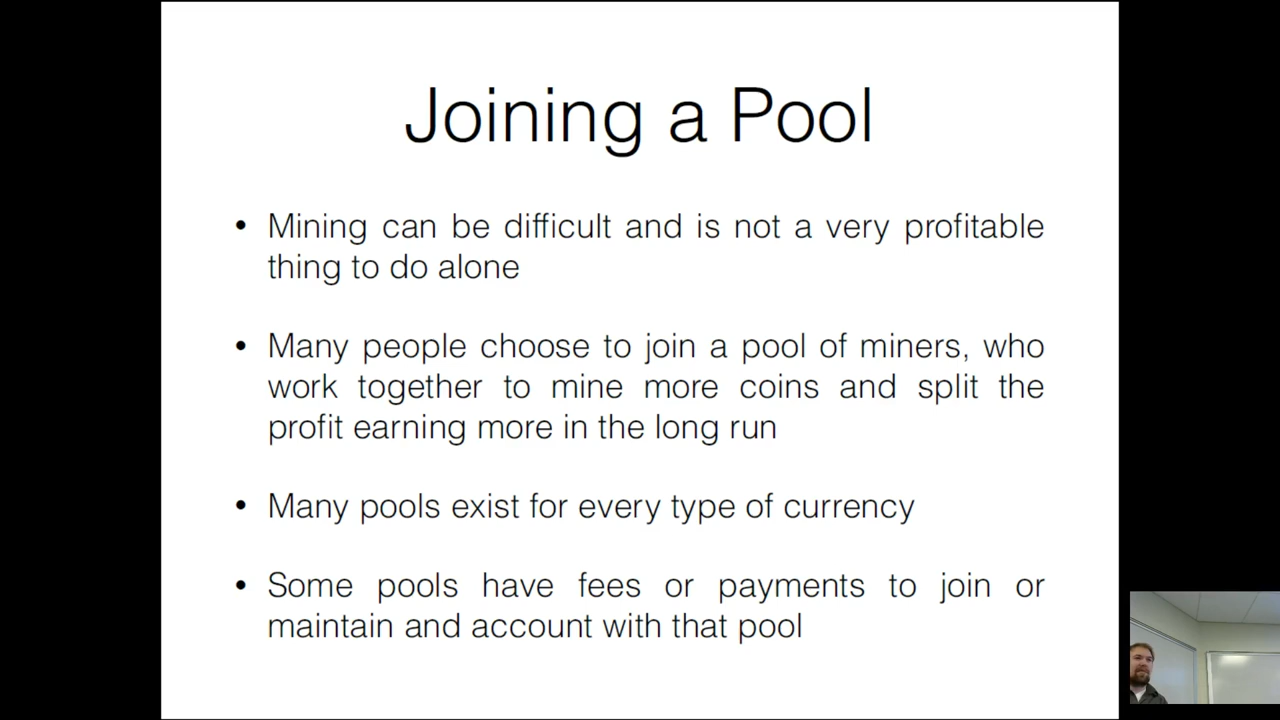 Joining a Pool
• Mining can be difficult and is not a very profitable
thing to do alone
• Many people choose to join a pool of miners, who
work together to mine more coins and split the
profit earning more in the long run
• Many pools exist for every type of currency
• Some pools have fees or payments to join or
maintain and account with that pool